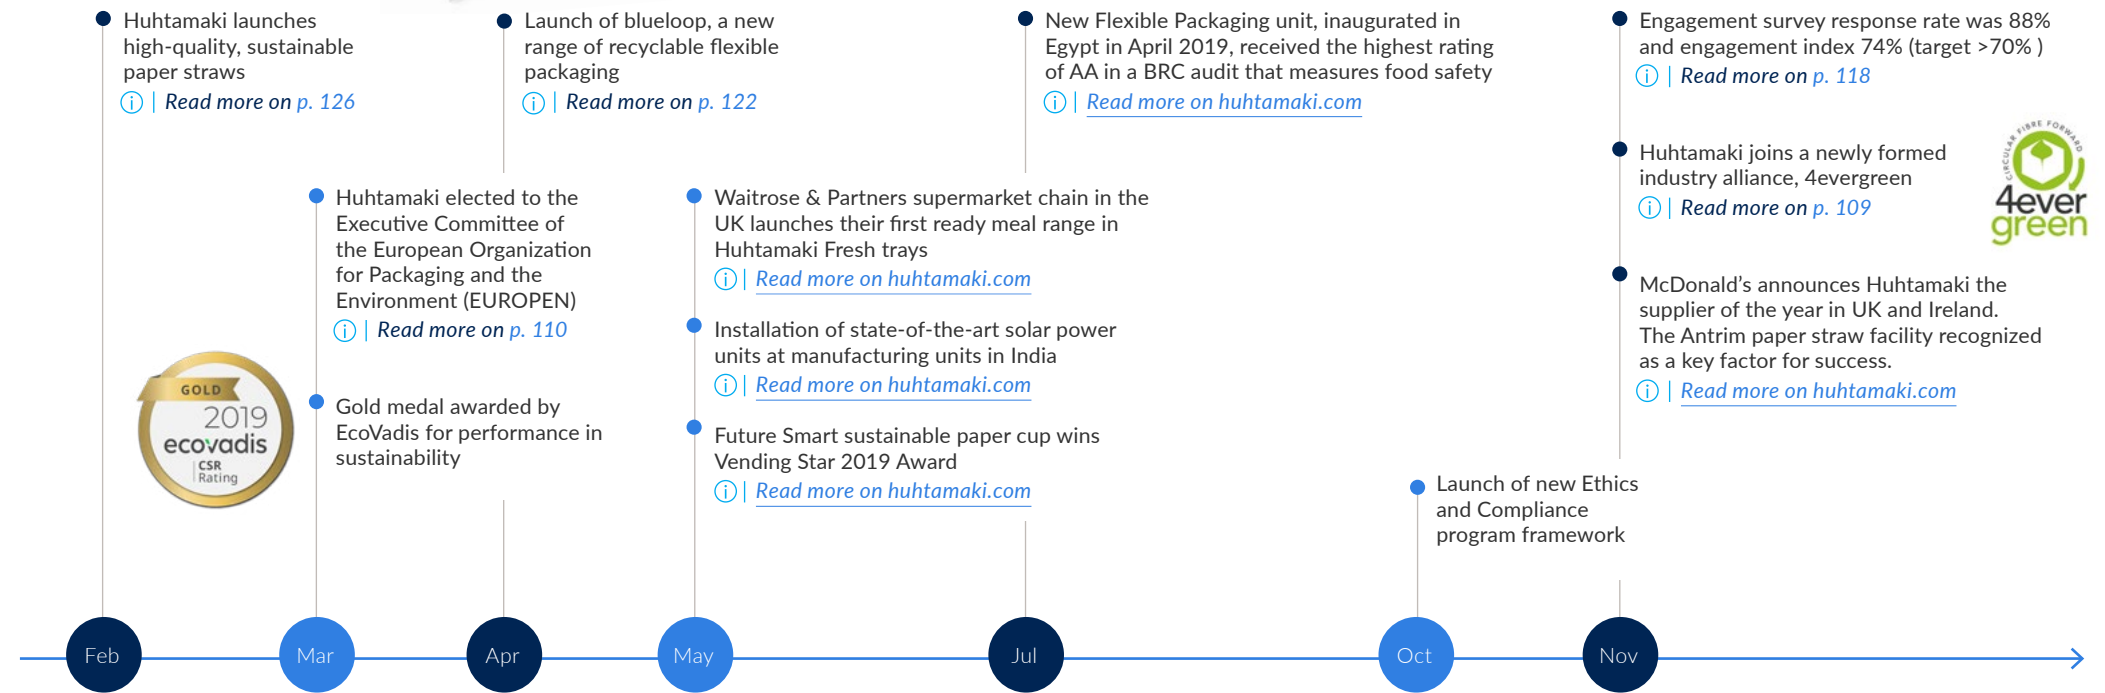 Huhtamaki launches
high-quality, sustainable
paper straws
i | Read more on p. 126
Launch of blueloop, a new
range of recyclable flexible
packaging
i | Read more on p. 122
New Flexible Packaging unit, inaugurated in
Egypt in April 2019, received the highest rating
of AA in a BRC audit that measures food safety
i | Read more on huhtamaki.com
Engagement survey response rate was 88%
and engagement index 74% (target >70% )
i | Read more on p. 118
Huhtamaki joins a newly formed
industry alliance, 4evergreen
i | Read more on p. 109
CIRCULAR FIBRE FORWARD
4ever
green
McDonald’s announces Huhtamaki the
supplier of the year in UK and Ireland.
The Antrim paper straw facility recognized
as a key factor for success.
i | Read more on huhtamaki.com
Huhtamaki elected to the
Executive Committee of
the European Organization
for Packaging and the
Environment (EUROPEN)
i | Read more on p. 110
GOLD
2019
ecovadis
CSR
Rating
Gold medal awarded by
EcoVadis for performance in
sustainability
Waitrose & Partners supermarket chain in the
UK launches their first ready meal range in
Huhtamaki Fresh trays
i | Read more on huhtamaki.com
Installation of state-of-the-art solar power
units at manufacturing units in India
i | Read more on huhtamaki.com
Future Smart sustainable paper cup wins
Vending Star 2019 Award
i | Read more on huhtamaki.com
Launch of new Ethics
and Compliance
program framework
Feb
Mar
Apr
May
Jul
Oct
Nov